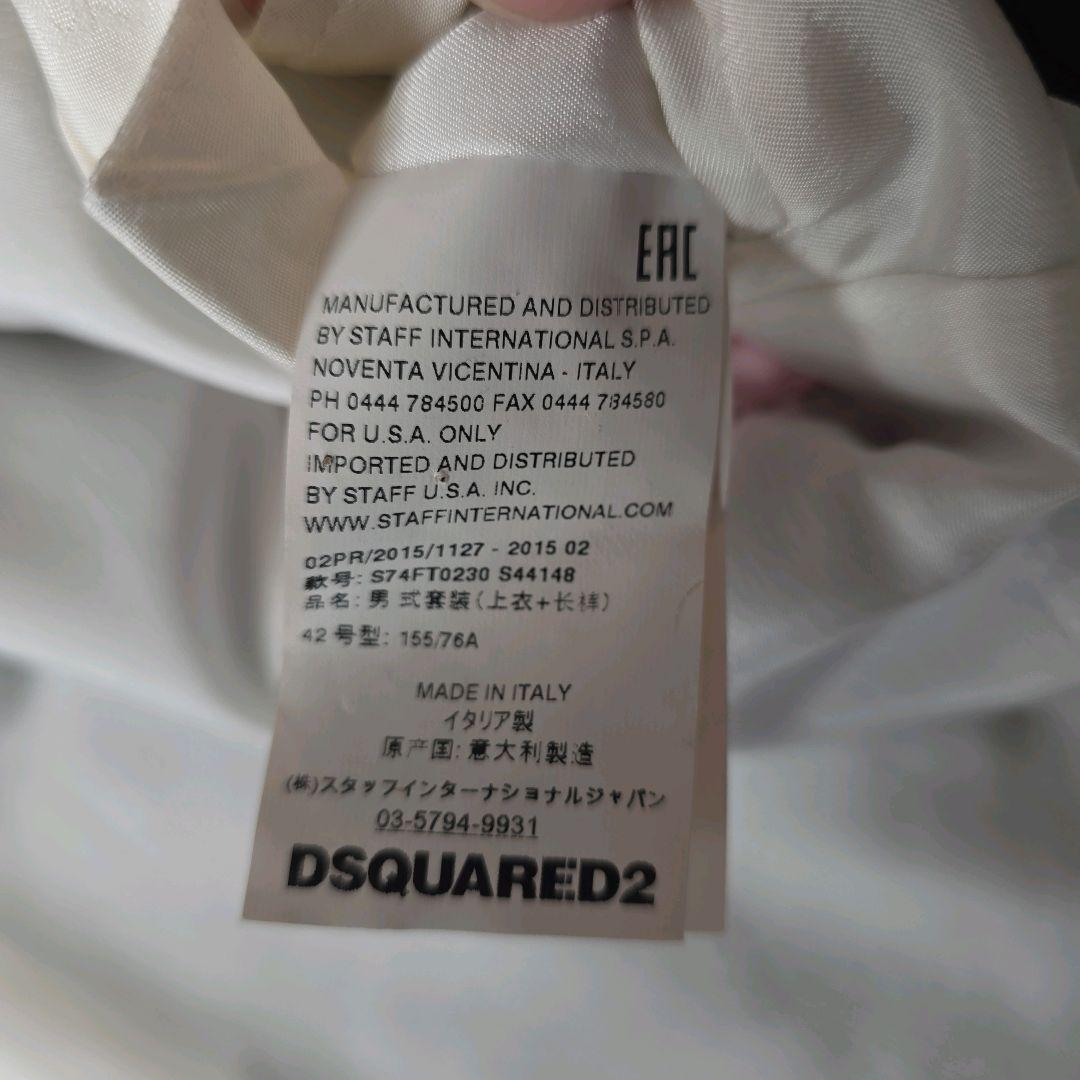 EAC
MANUFACTURED AND DISTRIBUTED
BY STAFF INTERNATIONAL S.P.A.
NOVENTA VICENTINA - ITALY
PH 0444 784500 FAX 0444 784580
FOR U.S.A. ONLY
IMPORTED AND DISTRIBUTED
BY STAFF U.S.A. INC.
WWW.STAFFINTERNATIONAL.COM
02PR/2015/1127 - 2015 02
款号: S74FT0230 S44148
品名: 男 式套装(上衣+长裤)
42 号型: 155/76A
MADE IN ITALY
イタリア製
原产国: 意大利製造
(株)スタッフインターナショナルジャパン
03-5794-9931
DSQUARED2